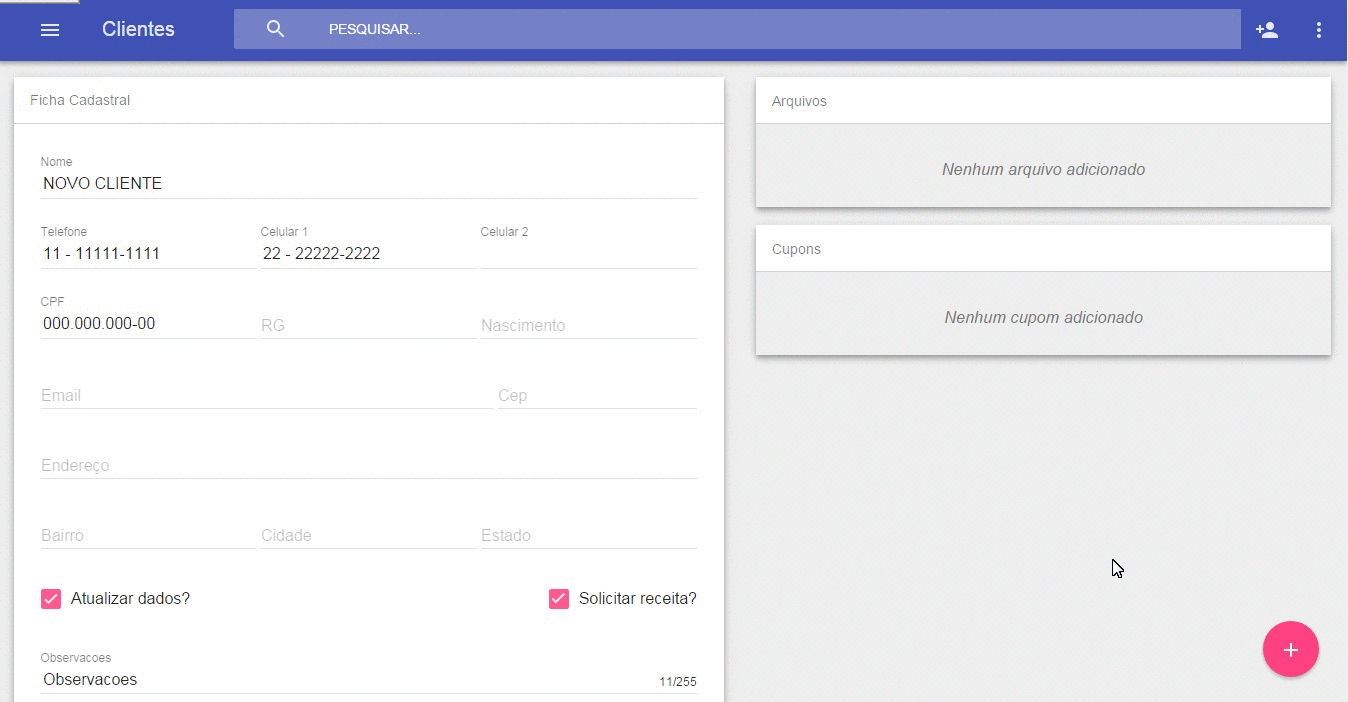 Clientes
PESQUISAR...
Ficha Cadastral
Nome
NOVO CLIENTE
Telefone Celular 1 Celular 2
11 - 11111-1111 22 - 22222-2222
CPF
000.000.000-00 RG Nascimento
Email Cep
Endereço
Bairro Cidade Estado
Atualizar dados? Solicitar receita?
Observacoes
Observacoes 11/255
Arquivos
Nenhum arquivo adicionado
Cupons
Nenhum cupom adicionado